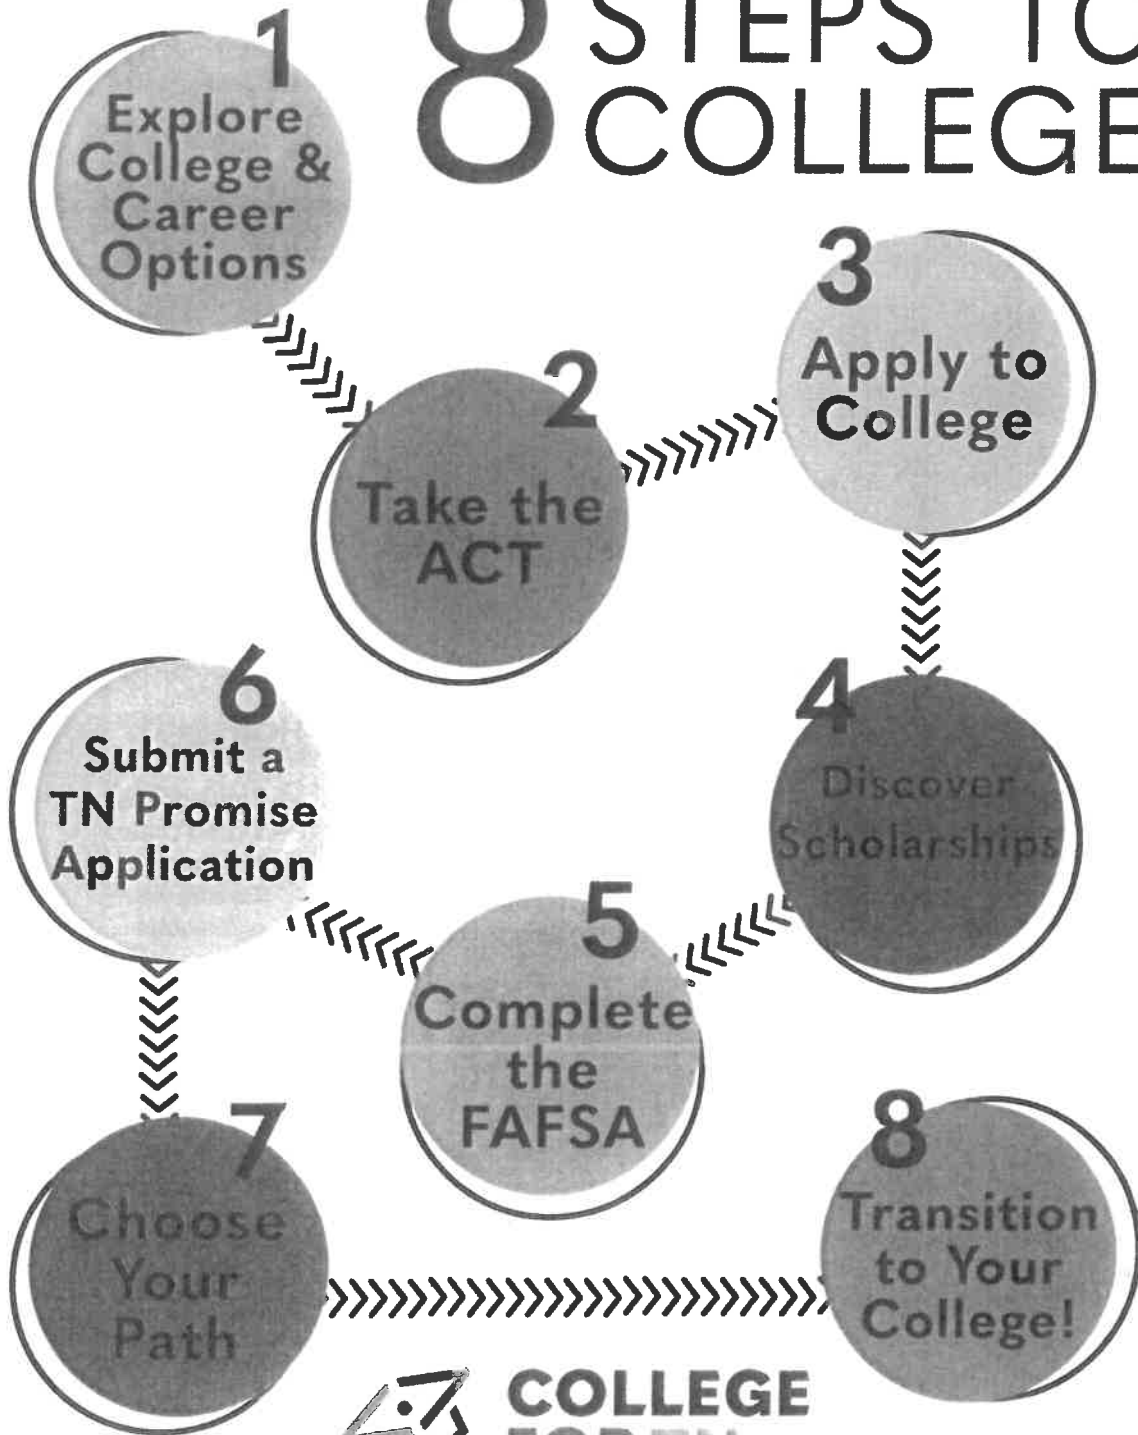 8 STEPS TO
COLLEGE
1
Explore
College &
Career
Options
2
Take the
ACT
3
Apply to
College
4
Discover
Scholarships
5
Complete
the
FAFSA
6
Submit a
TN Promise
Application
7
Choose
Your
Path
8
Transition
to Your
College!
COLLEGE
FOR TN